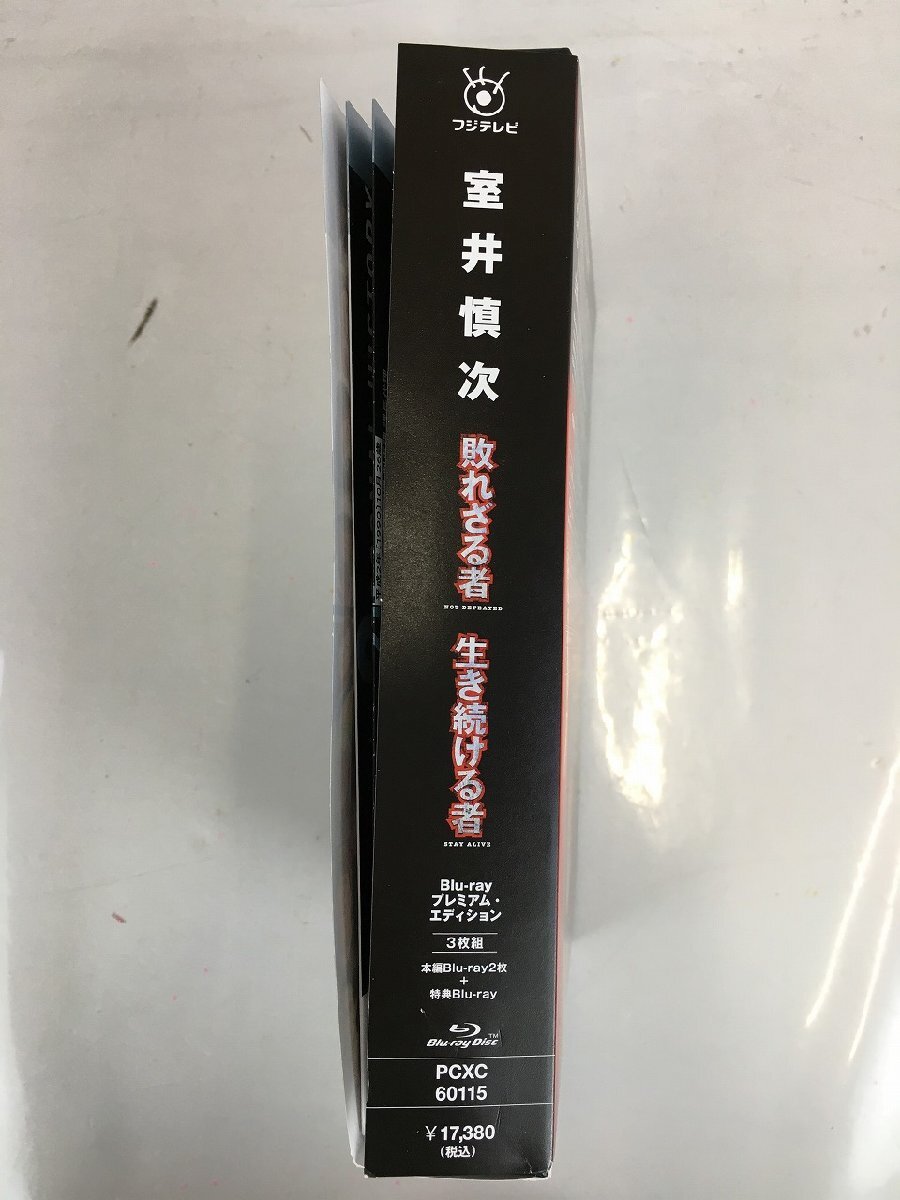 フジテレビ
室井慎次
敗れざる者
NOT DEFEATED
生き続ける者
STAY ALIVE
Blu-ray
プレミアム・
エディション
3枚組
本編Blu-ray2枚
+
特典Blu-ray
Blu-ray Disc™
PCXC
60115
￥17,380
(税込)